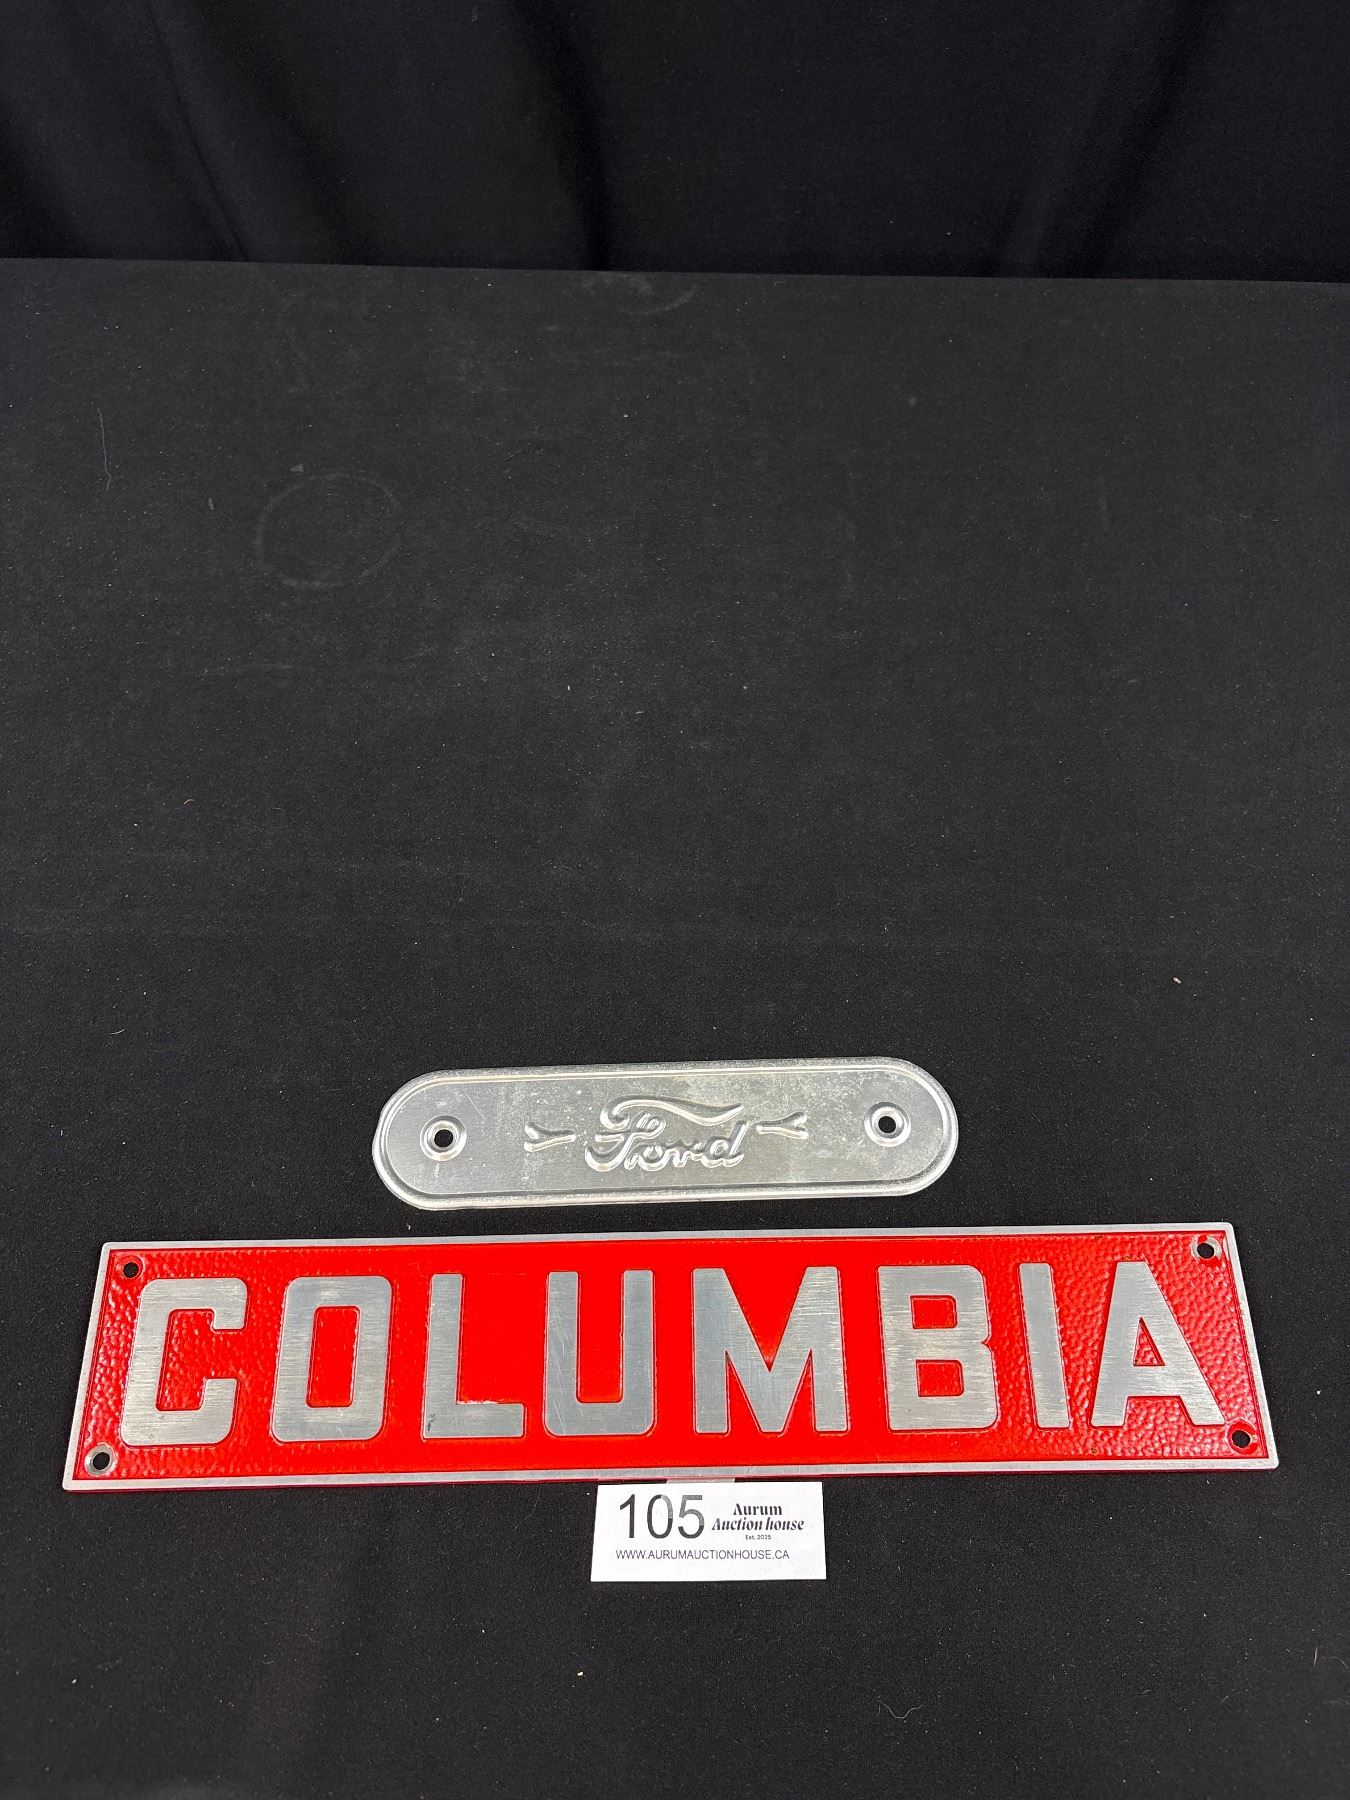 Ford
COLUMBIA
105 Aurum
Auction house
Est. 2025
WWW.AURUMAUCTIONHOUSE.CA